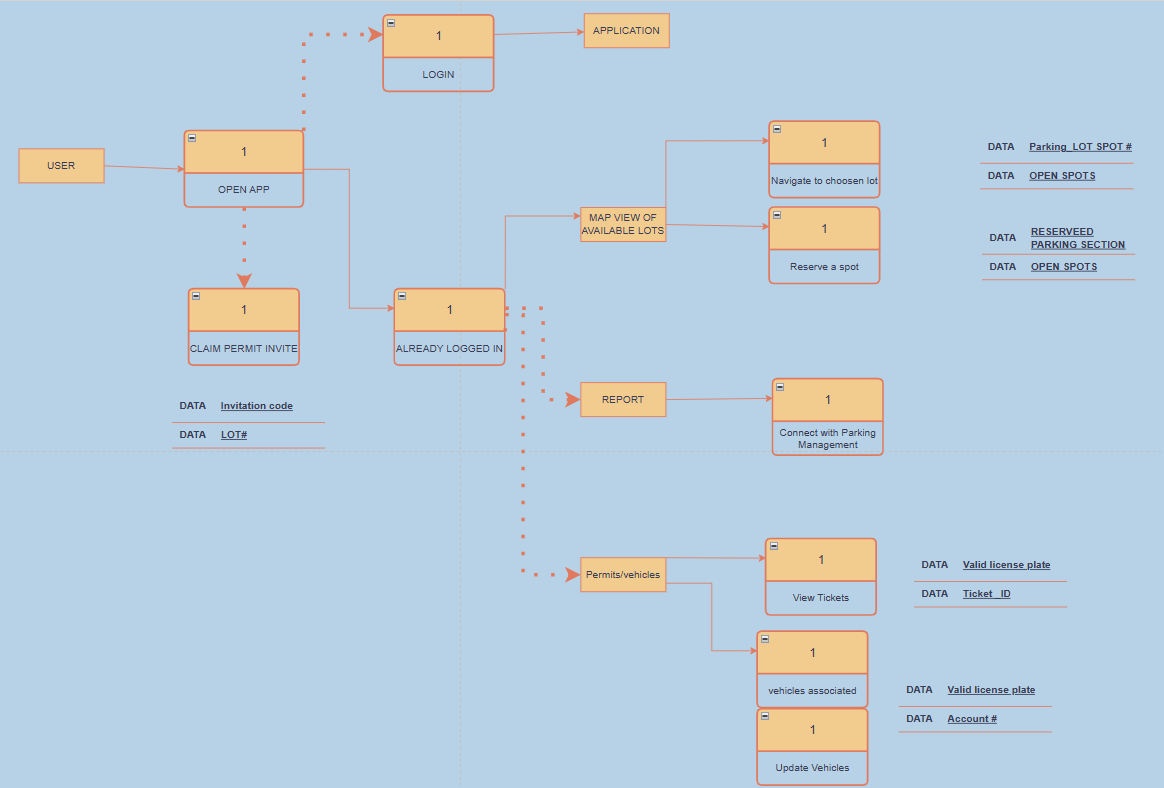 1
LOGIN
APPLICATION
USER
1
OPEN APP
1
Navigate to choosen lot
DATA Parking_LOT SPOT #
DATA OPEN SPOTS
MAP VIEW OF
AVAILABLE LOTS
1
Reserve a spot
DATA RESERVEED
PARKING SECTION
DATA OPEN SPOTS
1
CLAIM PERMIT INVITE
1
ALREADY LOGGED IN
DATA Invitation code
DATA LOT#
REPORT
1
Connect with Parking
Management
Permits/vehicles
1
View Tickets
DATA Valid license plate
DATA Ticket _ID
1
vehicles associated
DATA Valid license plate
DATA Account #
1
Update Vehicles